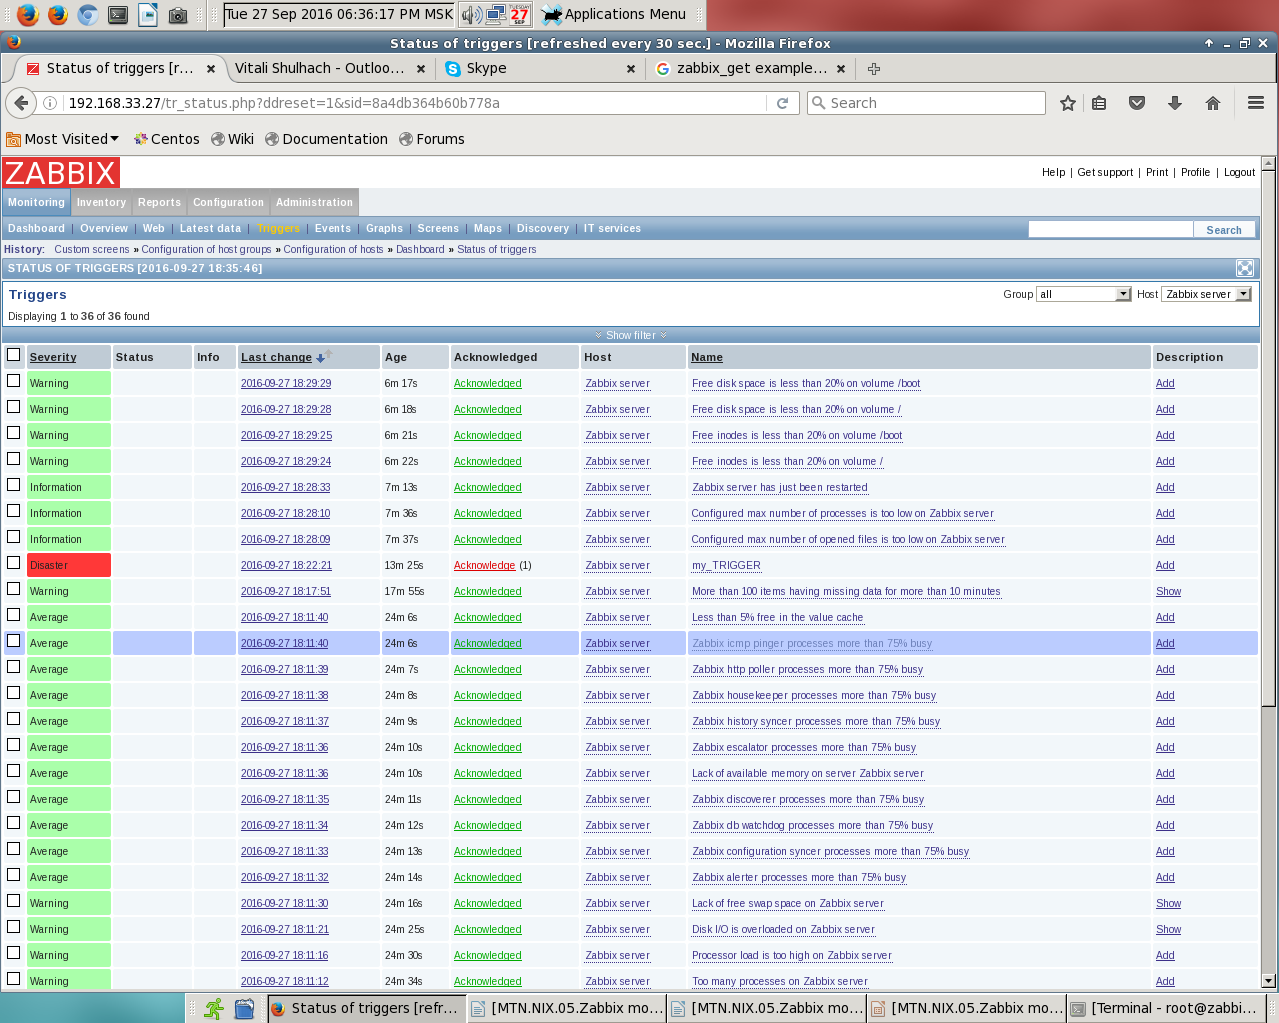 Tue 27 Sep 2016 06:36:17 PM MSK TUESDAY 27 SEP Applications Menu
Status of triggers [refreshed every 30 sec.] - Mozilla Firefox
Status of triggers [r... Vitali Shulhach - Outloo... Skype zabbix_get example...
192.168.33.27/tr_status.php?ddreset=1&sid=8a4db364b60b778a Search
Most Visited Centos Wiki Documentation Forums
ZABBIX Help | Get support | Print | Profile | Logout
Monitoring Inventory Reports Configuration Administration
Dashboard | Overview | Web | Latest data | Triggers | Events | Graphs | Screens | Maps | Discovery | IT services Search
History: Custom screens » Configuration of host groups » Configuration of hosts » Dashboard » Status of triggers
STATUS OF TRIGGERS [2016-09-27 18:35:46]
Triggers Group all Host Zabbix server
Displaying 1 to 36 of 36 found
Show filter
Severity Status Info Last change Age Acknowledged Host Name Description
Warning 2016-09-27 18:29:29 6m 17s Acknowledged Zabbix server Free disk space is less than 20% on volume /boot Add
Warning 2016-09-27 18:29:28 6m 18s Acknowledged Zabbix server Free disk space is less than 20% on volume / Add
Warning 2016-09-27 18:29:25 6m 21s Acknowledged Zabbix server Free inodes is less than 20% on volume /boot Add
Warning 2016-09-27 18:29:24 6m 22s Acknowledged Zabbix server Free inodes is less than 20% on volume / Add
Information 2016-09-27 18:28:33 7m 13s Acknowledged Zabbix server Zabbix server has just been restarted Add
Information 2016-09-27 18:28:10 7m 36s Acknowledged Zabbix server Configured max number of processes is too low on Zabbix server Add
Information 2016-09-27 18:28:09 7m 37s Acknowledged Zabbix server Configured max number of opened files is too low on Zabbix server Add
Disaster 2016-09-27 18:22:21 13m 25s Acknowledge (1) Zabbix server my_TRIGGER Add
Warning 2016-09-27 18:17:51 17m 55s Acknowledged Zabbix server More than 100 items having missing data for more than 10 minutes Show
Average 2016-09-27 18:11:40 24m 6s Acknowledged Zabbix server Less than 5% free in the value cache Add
Average 2016-09-27 18:11:40 24m 6s Acknowledged Zabbix server Zabbix icmp pinger processes more than 75% busy Add
Average 2016-09-27 18:11:39 24m 7s Acknowledged Zabbix server Zabbix http poller processes more than 75% busy Add
Average 2016-09-27 18:11:38 24m 8s Acknowledged Zabbix server Zabbix housekeeper processes more than 75% busy Add
Average 2016-09-27 18:11:37 24m 9s Acknowledged Zabbix server Zabbix history syncer processes more than 75% busy Add
Average 2016-09-27 18:11:36 24m 10s Acknowledged Zabbix server Zabbix escalator processes more than 75% busy Add
Average 2016-09-27 18:11:36 24m 10s Acknowledged Zabbix server Lack of available memory on server Zabbix server Add
Average 2016-09-27 18:11:35 24m 11s Acknowledged Zabbix server Zabbix discoverer processes more than 75% busy Add
Average 2016-09-27 18:11:34 24m 12s Acknowledged Zabbix server Zabbix db watchdog processes more than 75% busy Add
Average 2016-09-27 18:11:33 24m 13s Acknowledged Zabbix server Zabbix configuration syncer processes more than 75% busy Add
Average 2016-09-27 18:11:32 24m 14s Acknowledged Zabbix server Zabbix alerter processes more than 75% busy Add
Warning 2016-09-27 18:11:30 24m 16s Acknowledged Zabbix server Lack of free swap space on Zabbix server Show
Warning 2016-09-27 18:11:21 24m 25s Acknowledged Zabbix server Disk I/O is overloaded on Zabbix server Show
Warning 2016-09-27 18:11:16 24m 30s Acknowledged Zabbix server Processor load is too high on Zabbix server Add
Warning 2016-09-27 18:11:12 24m 34s Acknowledged Zabbix server Too many processes on Zabbix server Add
Status of triggers [refr... [MTN.NIX.05.Zabbix mo... [MTN.NIX.05.Zabbix mo... [MTN.NIX.05.Zabbix mo... [Terminal - root@zabbi...